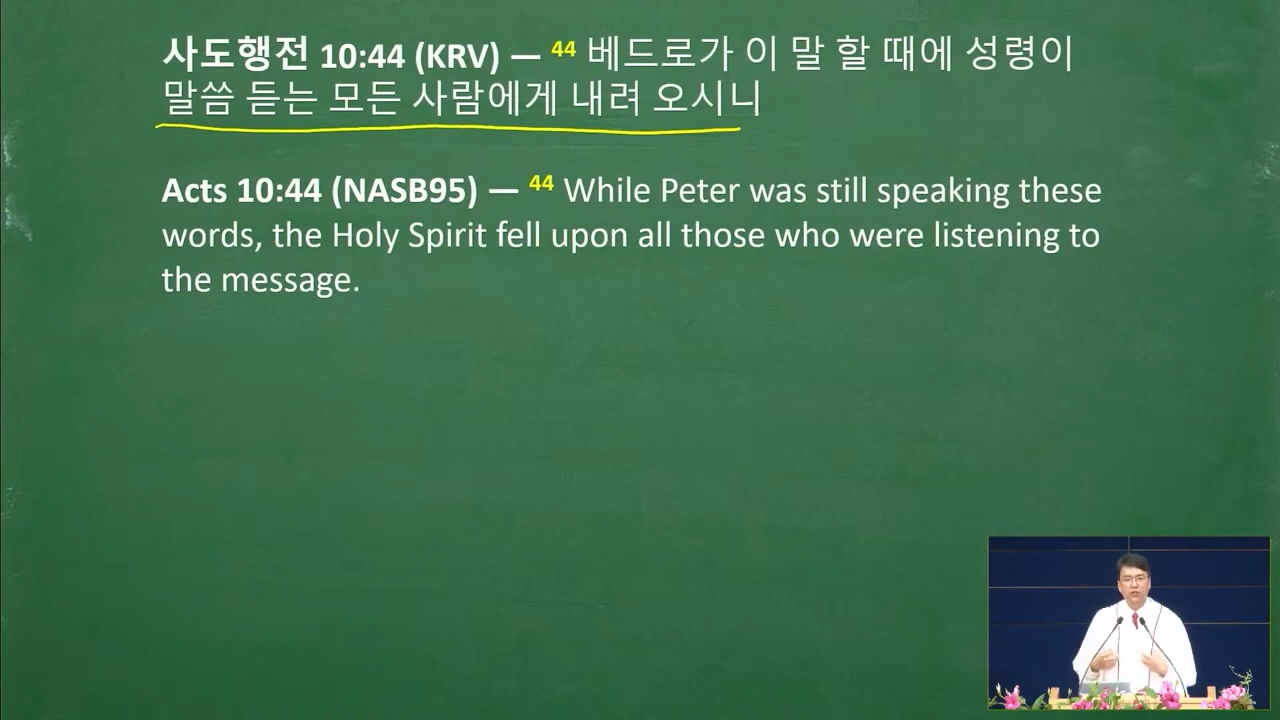 사도행전 10:44 (KRV) — 44 베드로가 이 말 할 때에 성령이
말씀 듣는 모든 사람에게 내려 오시니
Acts 10:44 (NASB95) — 44 While Peter was still speaking these
words, the Holy Spirit fell upon all those who were listening to
the message.